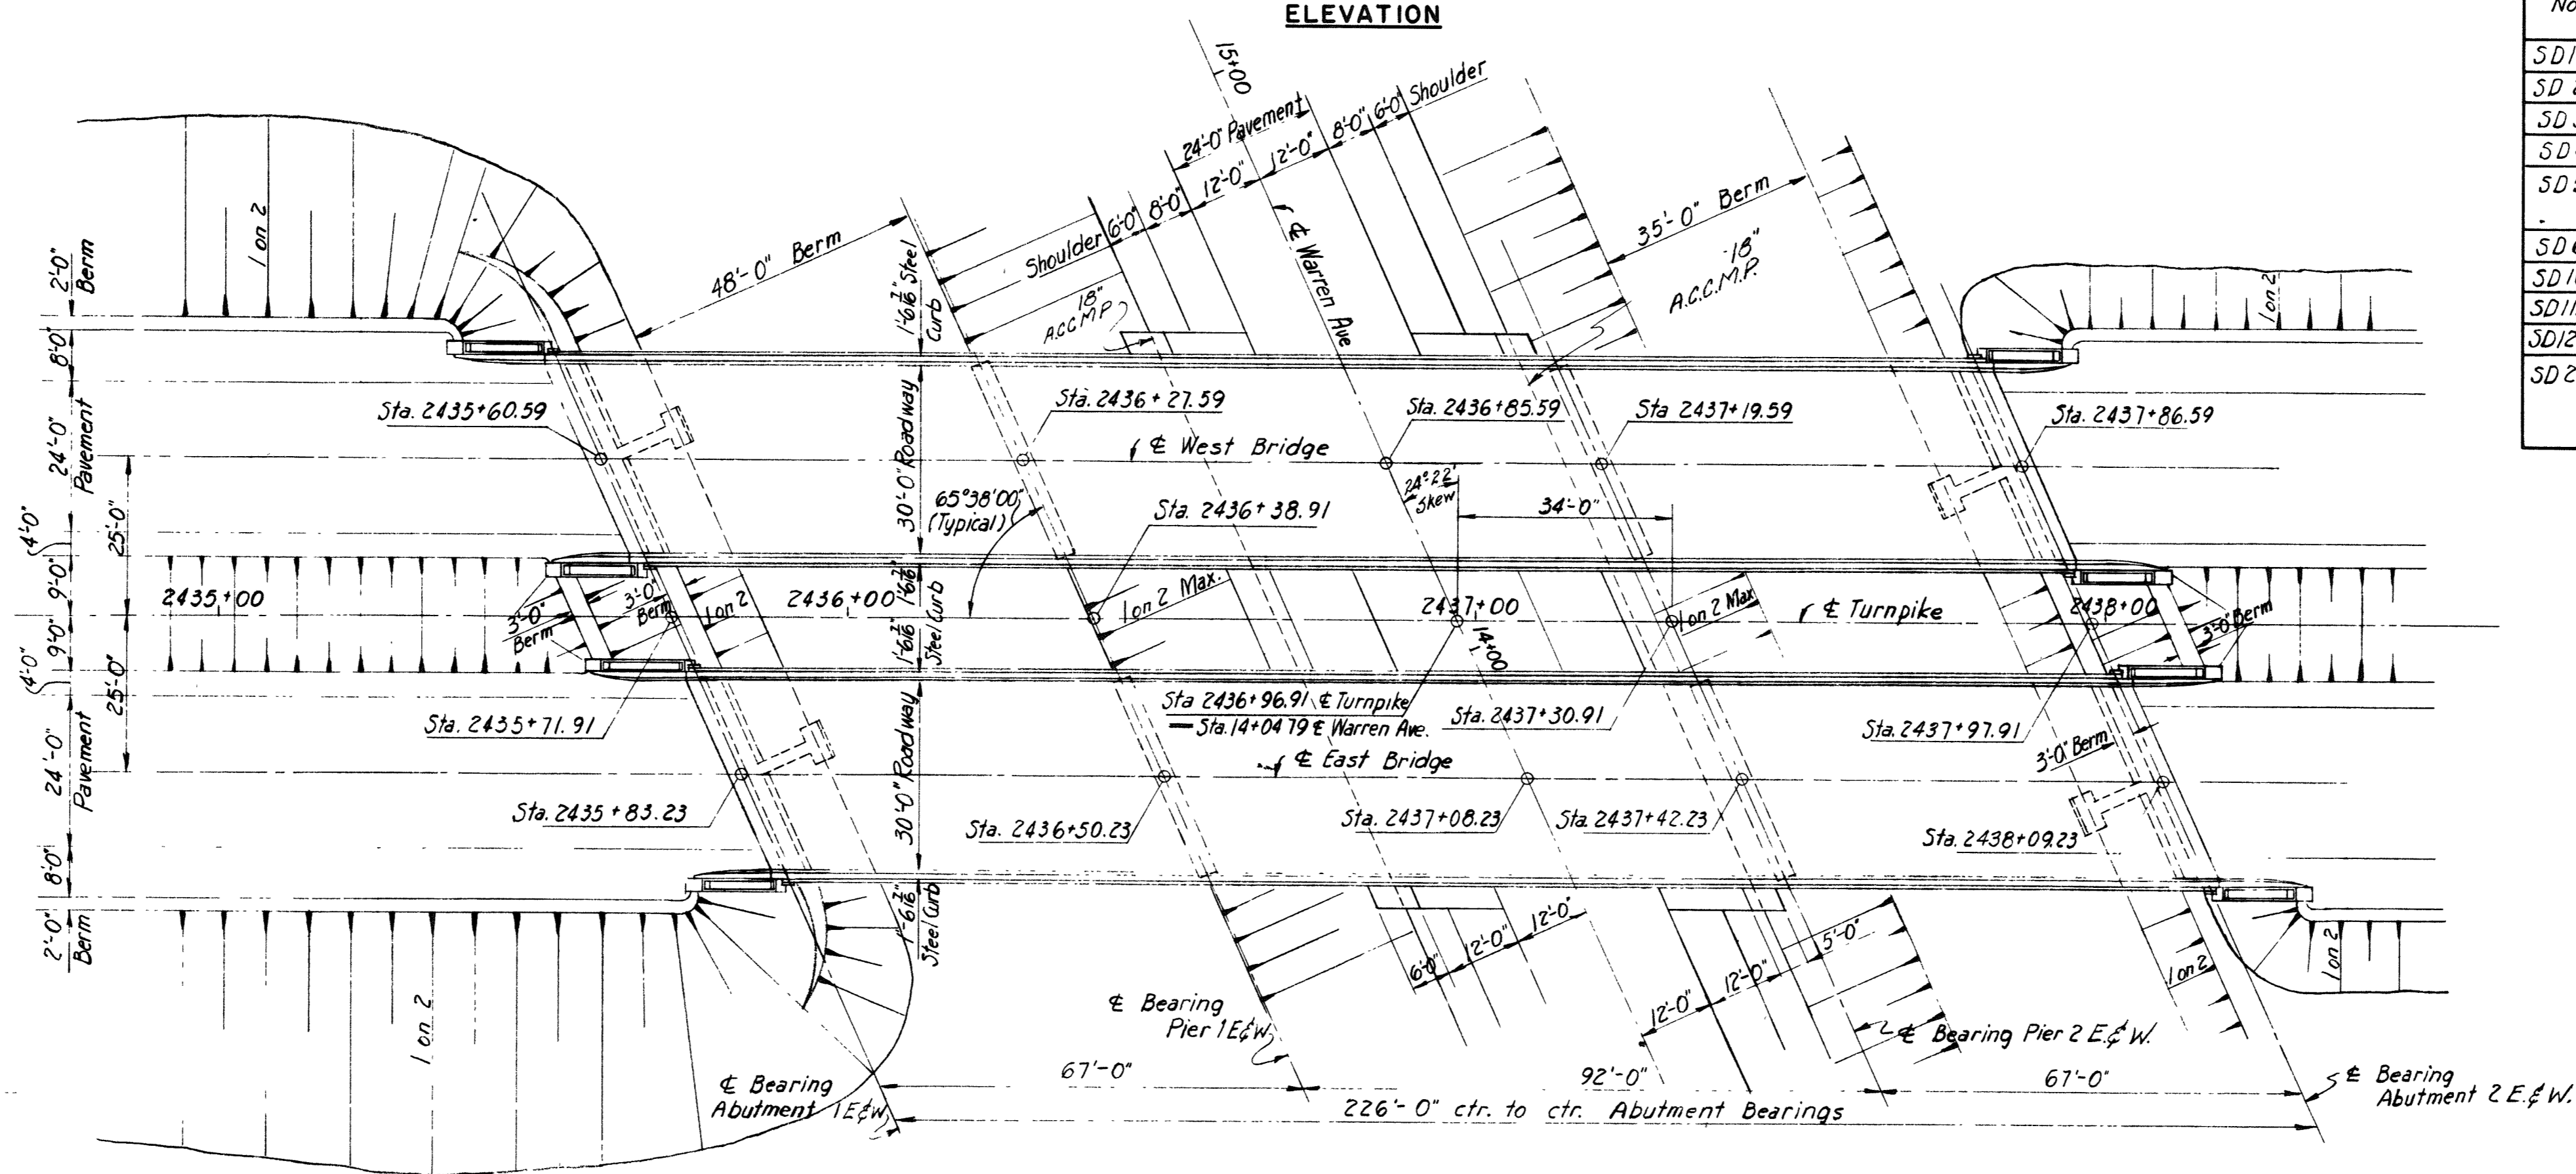 ELEVATION
No
SD1
SD 2
SD
SD
SD
SD
SD1
SD11
SD12
SD 2
15+00
24'-0" Pavement
12'-0"
12'-0"
8'-0"
6'-0" Shoulder
Shoulder 6'-0"
8'-0"
18"
A.C.C.M.P.
℄ Warren Ave
35'-0" Berm
18"
A.C.C.M.P.
48'-0" Berm
1'-6 7/16" Steel
Curb
1 on 2
1 on 2
2'-0"
Berm
8'-0"
24'-0"
Pavement
25'-0"
4'-0"
9'-0"
9'-0"
4'-0"
25'-0"
24'-0"
Pavement
8'-0"
2'-0"
Berm
Sta. 2435+60.59
Sta. 2436+27.59
Sta. 2436+85.59
Sta 2437+19.59
Sta. 2437+86.59
℄ West Bridge
30'-0" Roadway
65°38'00"
(Typical)
24°22'
Skew
34'-0"
Sta. 2436+38.91
2435+00
3'-0"
Berm
3'-0"
Berm
1 on 2
2436+00
1'-6 7/16"
1'-6 7/16"
Steel Curb
1 on 2 Max.
2437+00
14+00
1 on 2 Max
℄ Turnpike
2438+00
3'-0" Berm
Sta. 2435+71.91
Sta 2436+96.91 ℄ Turnpike
Sta. 14+04.79 ℄ Warren Ave.
Sta. 2437+30.91
Sta. 2437+97.91
℄ East Bridge
3'-0" Berm
30'-0" Roadway
Sta. 2435+83.23
Sta. 2436+50.23
Sta. 2437+08.23
Sta. 2437+42.23
Sta. 2438+09.23
1'-6 7/16"
Steel Curb
6'-0"
12'-0"
12'-0"
12'-0"
12'-0"
5'-0"
1 on 2
1 on 2
1 on 2
℄ Bearing
Pier 1 E.&W.
℄ Bearing Pier 2 E.& W.
℄ Bearing
Abutment 1 E&W.
67'-0"
92'-0"
67'-0"
℄ Bearing
Abutment 2 E.& W.
226'-0" ctr. to ctr. Abutment Bearings